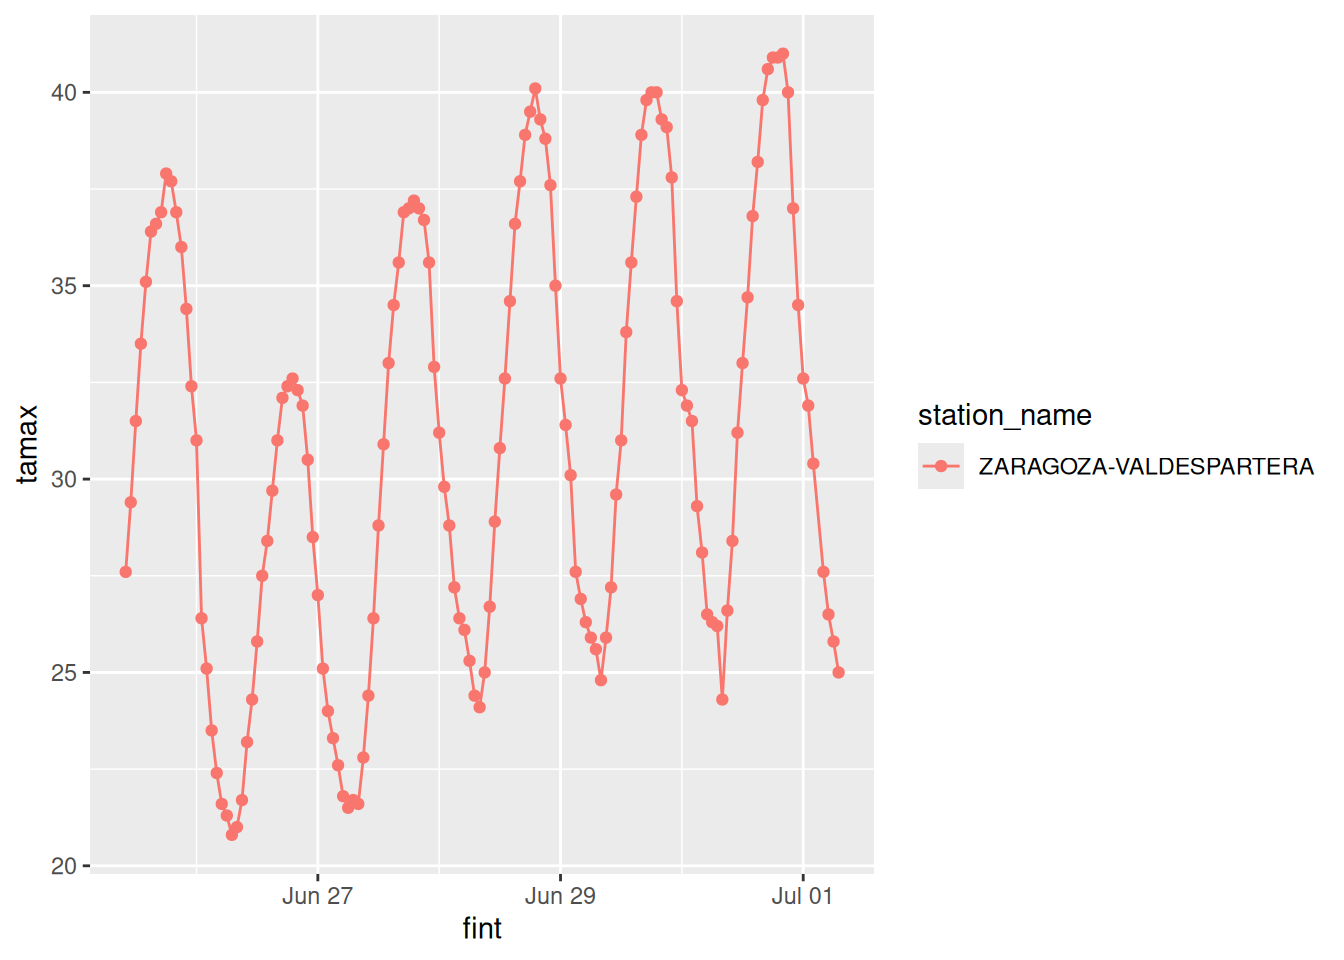 40
35
30
25
20
tamax
Jun 27
Jun 29
Jul 01
fint
station_name
ZARAGOZA-VALDESPARTERA